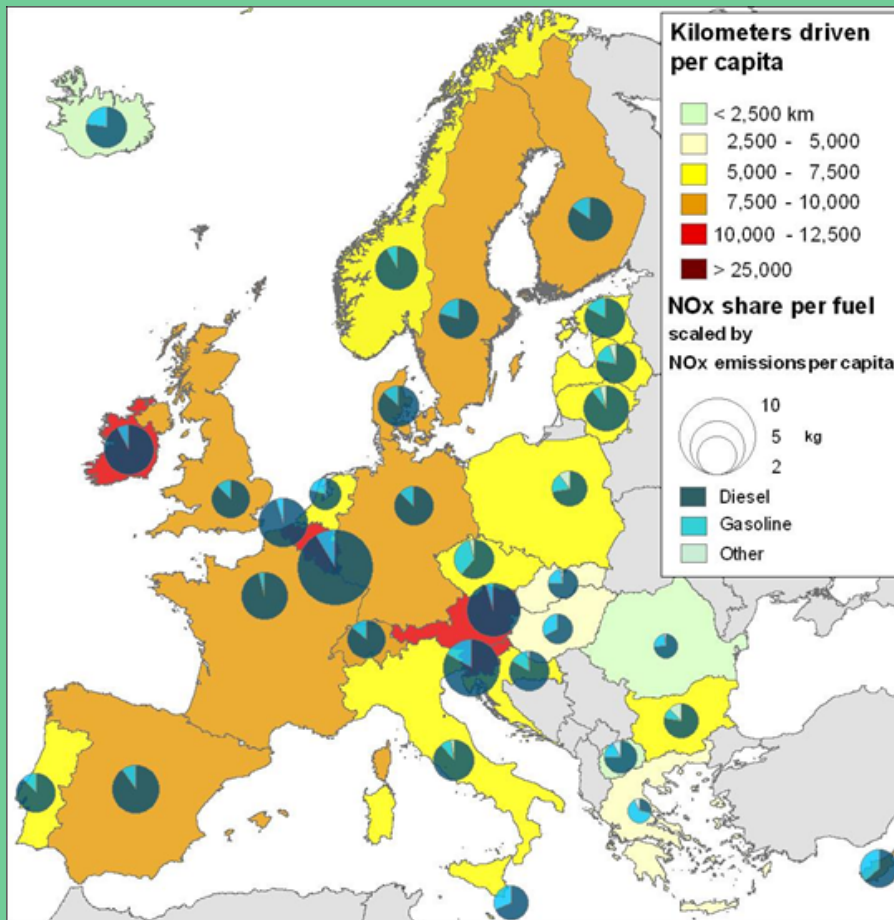 Kilometers driven
per capita
< 2,500 km
2,500 - 5,000
5,000 - 7,500
7,500 - 10,000
10,000 - 12,500
> 25,000
NOx share per fuel
scaled by
NOx emissions per capita
10
5 kg
2
Diesel
Gasoline
Other